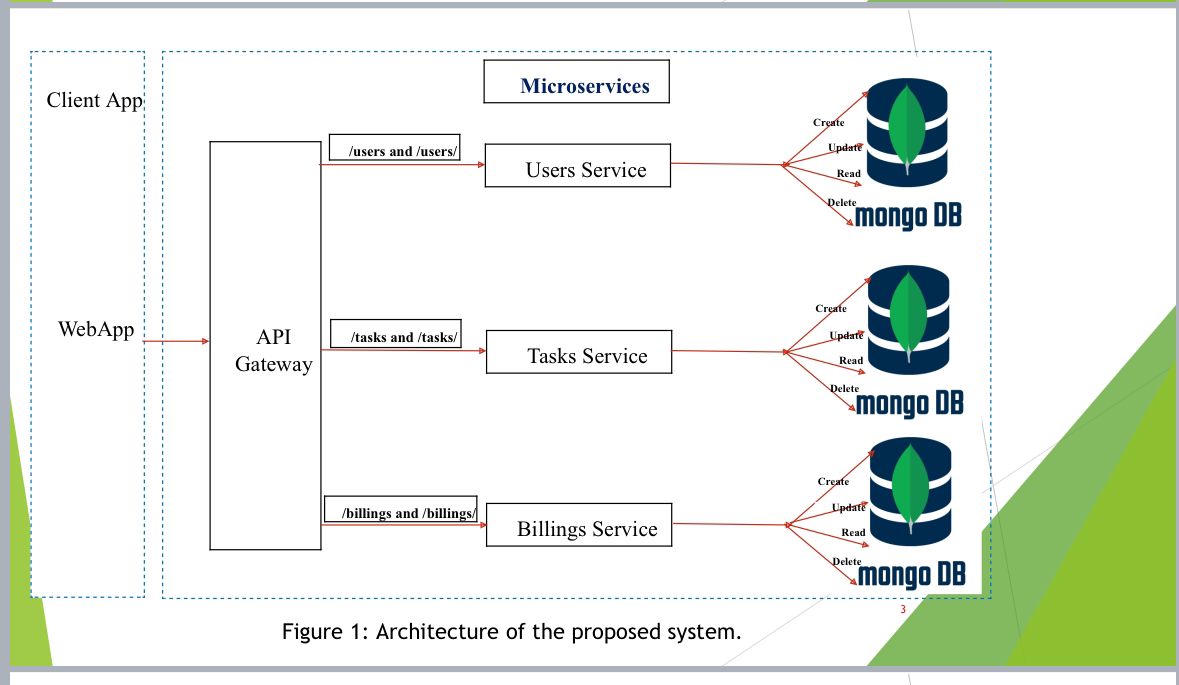 Client App
WebApp
API
Gateway
Microservices
/users and /users/
Users Service
Create
Update
Read
Delete
mongo DB
/tasks and /tasks/
Tasks Service
Create
Update
Read
Delete
mongo DB
/billings and /billings/
Billings Service
Create
Update
Read
Delete
mongo DB
3
Figure 1: Architecture of the proposed system.